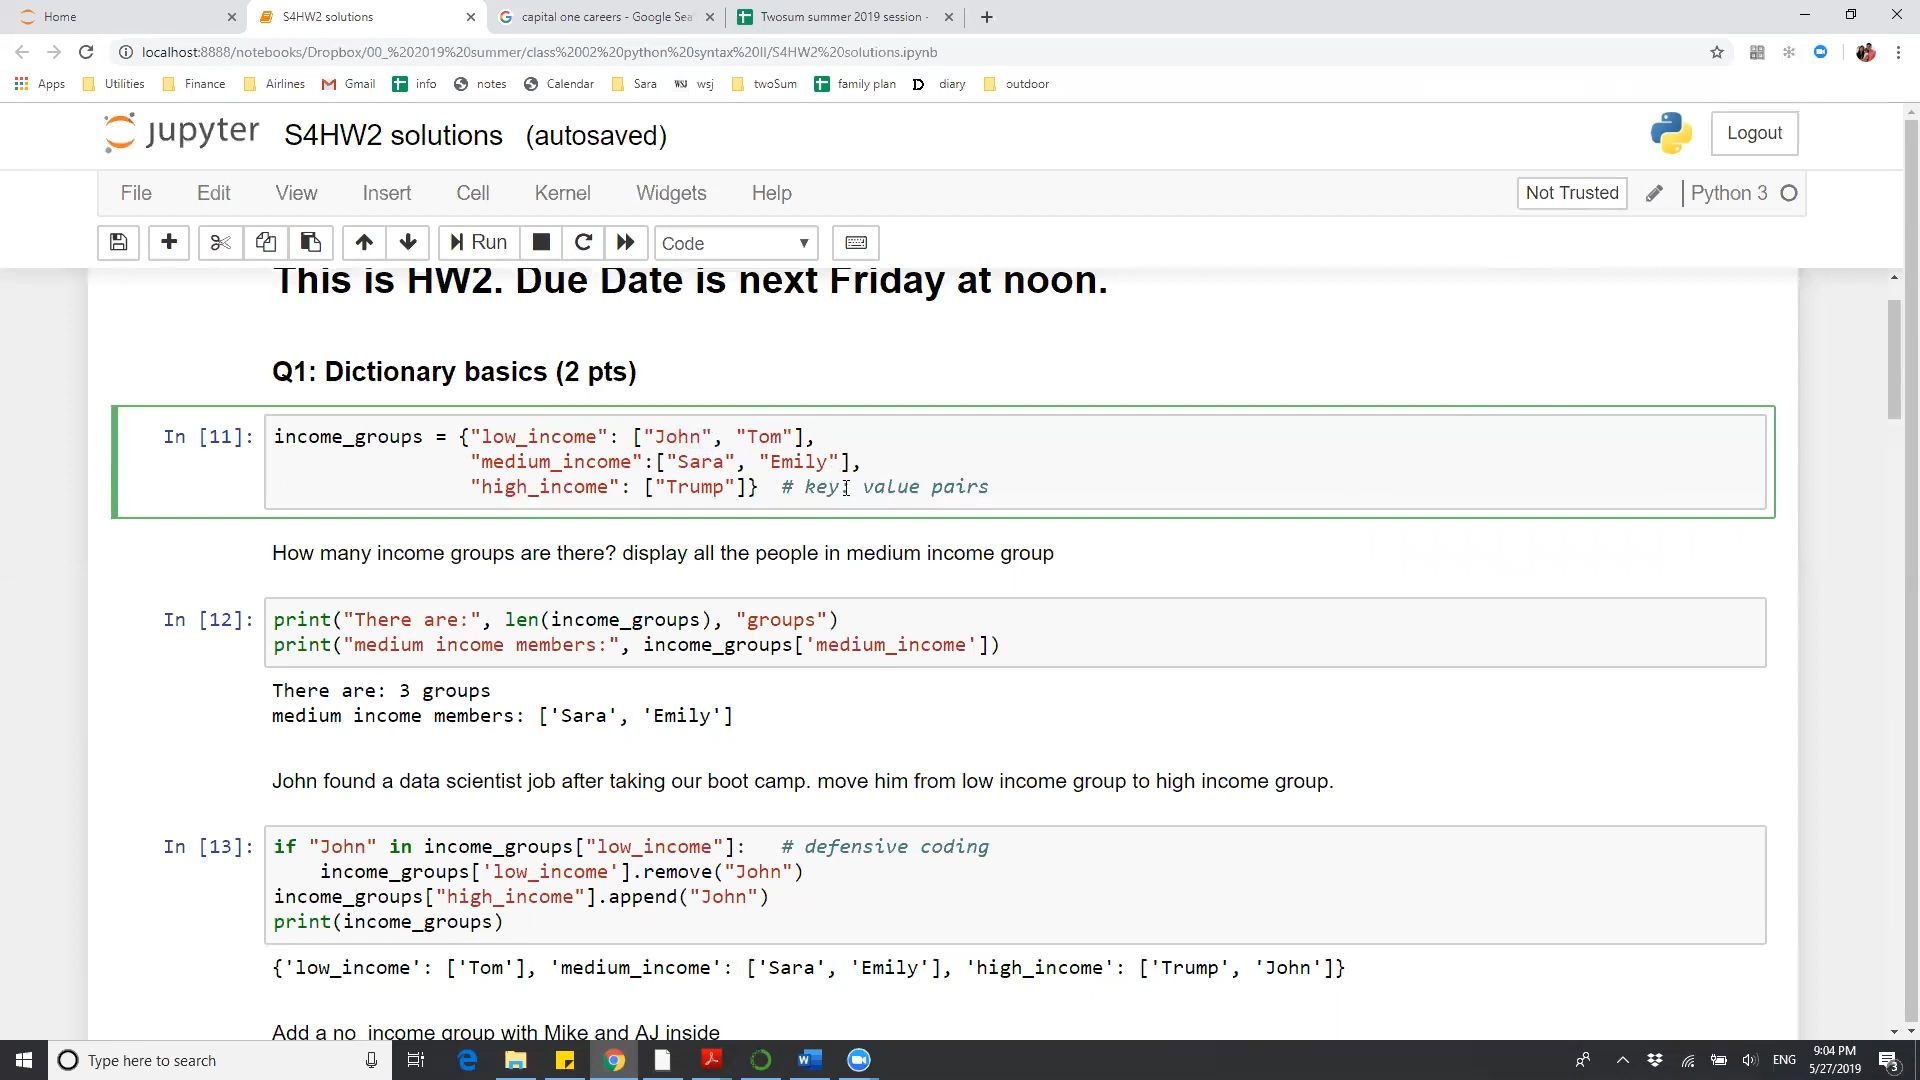 Home
S4HW2 solutions
capital one careers - Google Sea
Twosum summer 2019 session -
localhost:8888/notebooks/Dropbox/00_%202019%20summer/class%2002%20python%20syntax%20II/S4HW2%20solutions.ipynb
Apps Utilities Finance Airlines Gmail info notes Calendar Sara WSJ wsj twoSum family plan D diary outdoor
jupyter S4HW2 solutions (autosaved) Logout
File Edit View Insert Cell Kernel Widgets Help Not Trusted Python 3
Run Code
This is HW2. Due Date is next Friday at noon.
Q1: Dictionary basics (2 pts)
In [11]: income_groups = {"low_income": ["John", "Tom"],
"medium_income":["Sara", "Emily"],
"high_income": ["Trump"]} # key: value pairs
How many income groups are there? display all the people in medium income group
In [12]: print("There are:", len(income_groups), "groups")
print("medium income members:", income_groups['medium_income'])
There are: 3 groups
medium income members: ['Sara', 'Emily']
John found a data scientist job after taking our boot camp. move him from low income group to high income group.
In [13]: if "John" in income_groups["low_income"]: # defensive coding
income_groups['low_income'].remove("John")
income_groups["high_income"].append("John")
print(income_groups)
{'low_income': ['Tom'], 'medium_income': ['Sara', 'Emily'], 'high_income': ['Trump', 'John']}
Add a no_income group with Mike and AJ inside
Type here to search
ENG
9:04 PM
5/27/2019
3